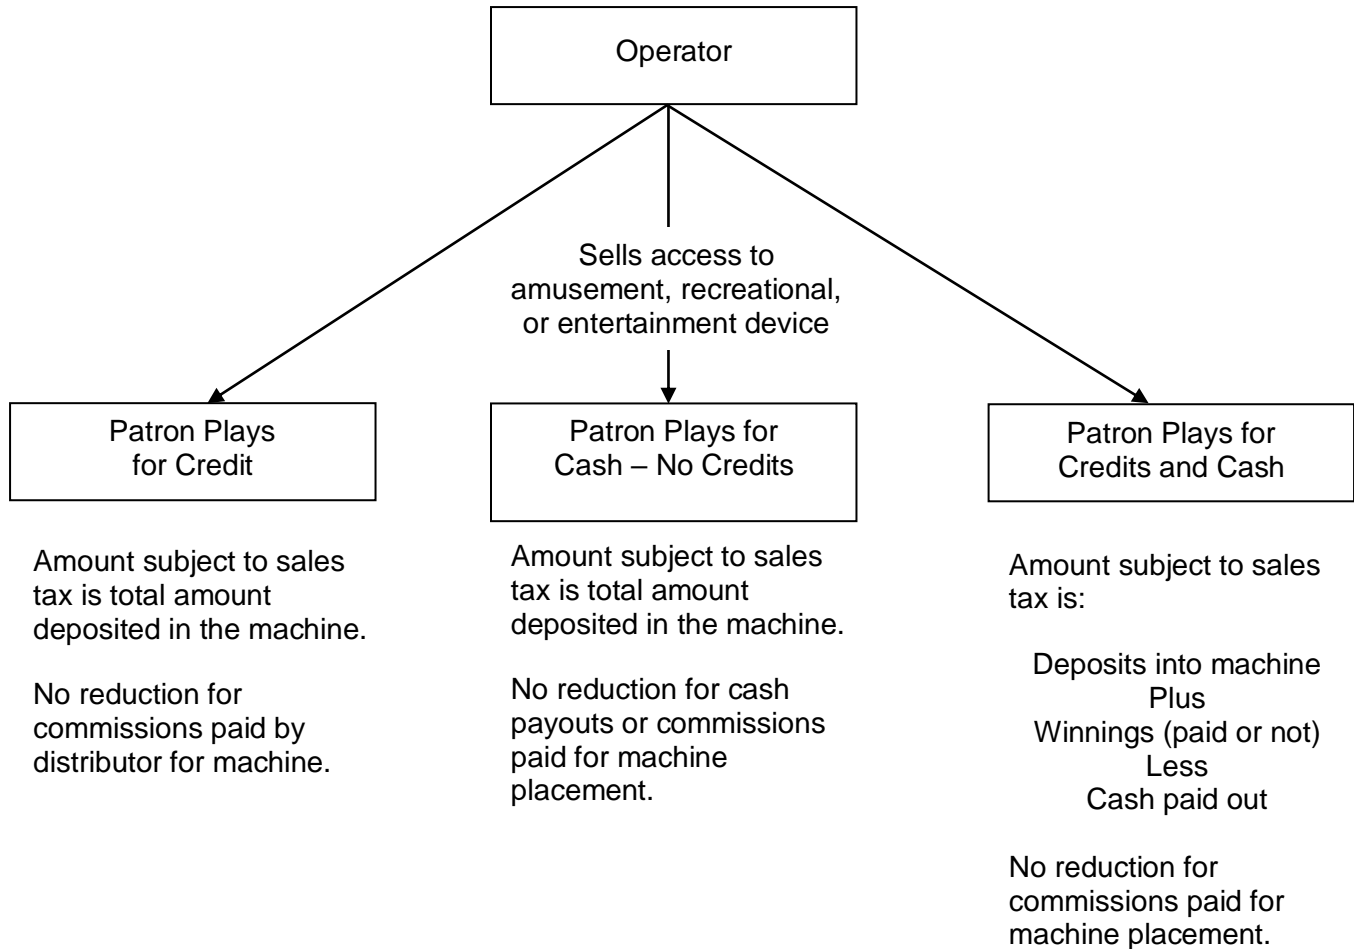 Operator
Sells access to
amusement, recreational,
or entertainment device
Patron Plays
for Credit
Patron Plays for
Cash – No Credits
Patron Plays for
Credits and Cash
Amount subject to sales
tax is total amount
deposited in the machine.
No reduction for
commissions paid by
distributor for machine.
Amount subject to sales
tax is total amount
deposited in the machine.
No reduction for cash
payouts or commissions
paid for machine
placement.
Amount subject to sales
tax is:
Deposits into machine
Plus
Winnings (paid or not)
Less
Cash paid out
No reduction for
commissions paid for
machine placement.